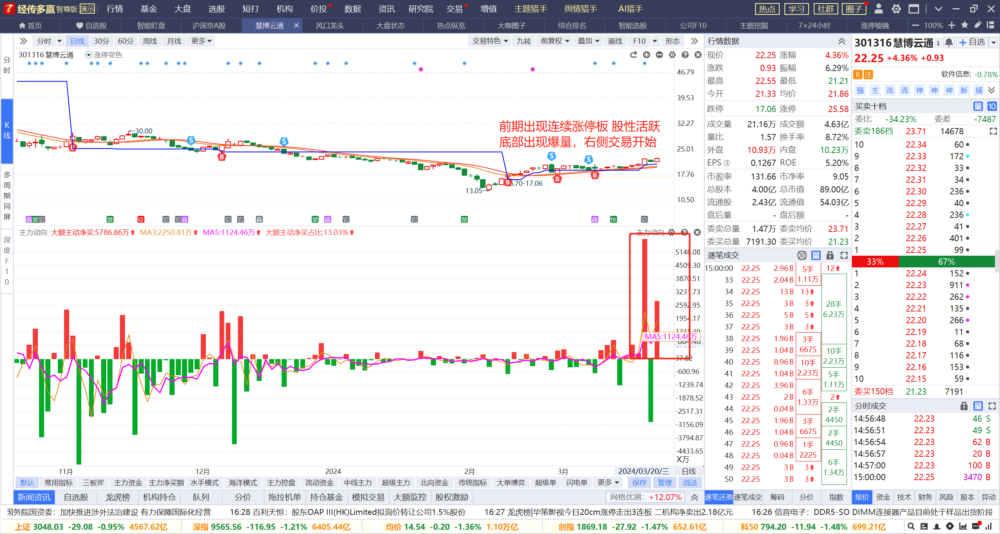 经传多赢 智尊版 演示 行情 基金 大盘 选股 短打 机构 价投 数据 资讯 研究院 交易 增值 主题猎手 舆情猎手 AI猎手 热点 学习 社群 圈子
首页 自选股 智能盯盘 沪深京A股 慧博云通 风口龙头 大盘状态 热点纵览 大咖圈子 综合排名 智能选股 公司F10 主题挖掘 7×24小时 涨停棱镜 100%
分时 日线 30分 60分 周线 月线 更多 交易特色 九转 前复权 叠加 画线 F10 形态
分时
K线
多周期同屏
深度F10
301316 慧博云通 涨停变色
46.79
39.53
32.27
25.01
17.76
10.50
←30.00
13.05→
6.70-17.06
前期出现连续涨停板 股性活跃
底部出现爆量，右侧交易开始
主力动向 大额主动净买:5786.86万 MA3:2250.81万 MA5:1124.46万 大额主动净买占比:13.03%
主力动向
5148.08
4509.30
3870.51
3231.73
2592.95
1954.17
1315.39
MA5:1124.46万
37.82
-600.96
-1239.74
-1878.52
-2517.31
-3156.09
-3794.87
-4433.65
X万
11月 12月 2024 2月 3月 2024/03/20/三 日线
默认 常用指标 三板斧 主力资金 主力净买额 水手模式 海洋模式 主力控盘 流动资金 中线主力 超级主力 北向资金 传统指标 大单博弈 超级单 闪电单 更多 保存 管理 战法
新闻资讯 自选股 龙虎榜 机构持仓 队列 分价 拖拉机单 持仓基金 模拟交易 大额监控 股权激励 网格优测: +12.07%
行情数据
现价 22.25 涨幅 4.36%
涨跌 0.93 振幅 6.29%
最高 22.55 最低 21.21
今开 21.33 均价 21.86
跌停 17.06 涨停 25.58
成交量 21.16万 成交额 4.63亿
量比 1.57 换手率 8.72%
外盘 10.93万 内盘 10.23万
EPS ③ 0.1267 ROE 5.20%
市盈率 131.66 市净率 9.05
总股本 4.00亿 总市值 89.00亿
流通股 2.43亿 流通值 54.03亿
盘后量 - 盘后额 -
委卖总量 1.47万 委卖均价 23.71
委买总量 7191.30 委买均价 21.23
逐笔成交 单 量
15:00:00 22.25 2.96 B
33 22.25 2.04 B
34 22.25 13 B
35 22.25 3 B
36 22.25 5 B
37 22.25 3 B
38 22.25 1.96 B
39 22.25 1.04 B
40 22.25 8.96 B
41 22.25 1.04 B
42 22.25 3.96 B
43 22.25 2 B
44 22.25 0.04 B
45 22.25 1.96 B
46 22.25 1.04 B
47 22.25 0.96 B
48 22.25 0.04 B
49 22.25 3 B
50 22.25 3 B
5手
1.11万
13
3
5
3
3手
6675
10手
2.23万
6手
1.33万
3手
6675
1手
2225
3
3
12
28手
6.23万
10手
2.23万
5手
1.11万
2
2手
4450
2手
4450
6手
1.34万
逐笔还原 逐笔成交 筹码 分价 指数
301316 慧博云通 自选
22.25 +4.36% +0.93
R 注 软件信息: -0.78%
强 主 流 流 神 神 神 新 捕
买卖十档 量 10
委比 -34.23% 委差 -7487
委卖186档 23.71 14678
10 22.34 60
9 22.33 172
8 22.32 33
7 22.31 34
6 22.30 236
5 22.29 40
4 22.28 236
3 22.27 41
2 22.26 401
1 22.25 99
33% 67%
1 22.24 152
2 22.23 911
3 22.22 262
4 22.21 135
5 22.20 266
6 22.19 11
7 22.18 68
8 22.17 116
9 22.16 153
10 22.15 59
委买150档 21.23 7191
分时成交 量
14:56:48 22.23 46 S
14:56:51 22.23 49 S
14:56:54 22.23 62 B
14:56:57 22.23 20 B
14:57:00 22.23 100 B
15:00:00 22.25 3470 B
报价 资金 技术 财务 风险 股本 异动
国务院国资委：加快推进涉外法治建设 有力保障国际化经营 16:28 百利天恒：股东OAP III(HK)Limited拟询价转让公司1.5%股份 16:27 龙虎榜|华策影视今日20cm涨停走出3连板 二机构净卖出2.18亿元 16:26 信音电子：DDR5-SO DIMM连接器产品目前处于样品出货阶段
上证 3048.03 -29.08 -0.95% 4567.62亿 深指 9565.56 -116.95 -1.21% 6405.44亿 均价 14.54 -0.20 -1.36% 1.10万亿 创指 1869.18 -27.92 -1.47% 652.61亿 科50 794.20 -11.94 -1.48% 699.21亿